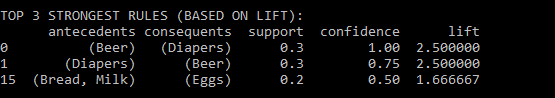 TOP 3 STRONGEST RULES (BASED ON LIFT):
antecedents consequents support confidence lift
0 (Beer) (Diapers) 0.3 1.00 2.500000
1 (Diapers) (Beer) 0.3 0.75 2.500000
15 (Bread, Milk) (Eggs) 0.2 0.50 1.666667